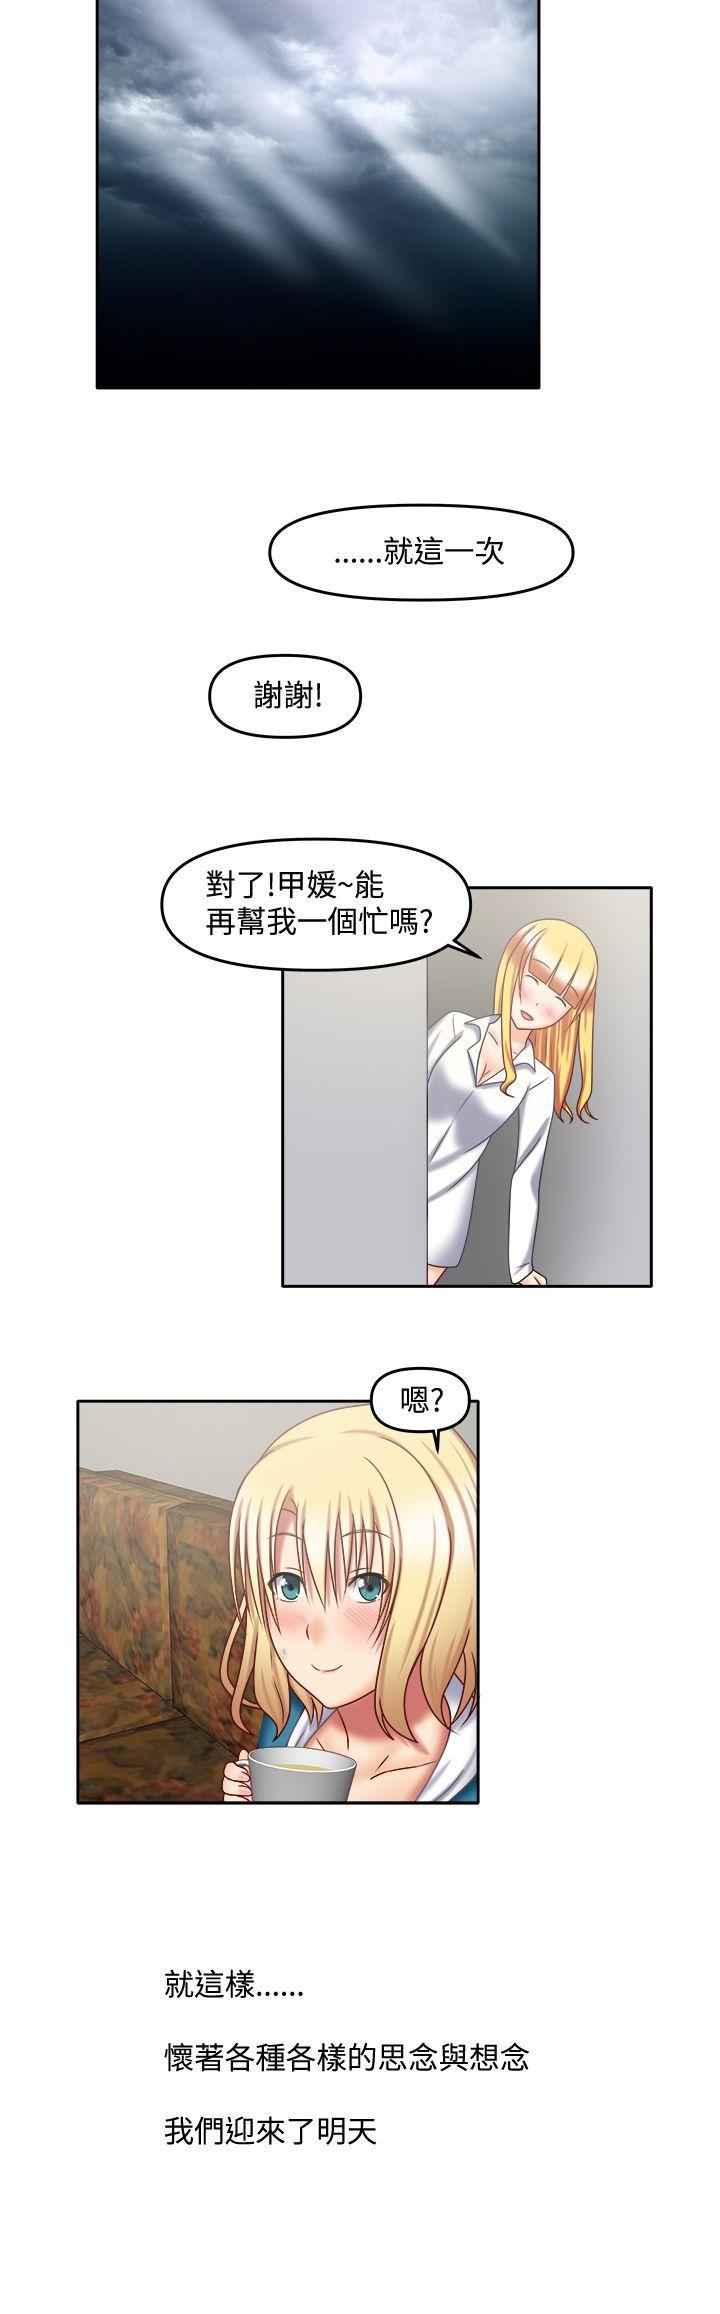 ......就這一次
謝謝!
對了!甲媛~能
再幫我一個忙嗎?
嗯?
就這樣......
懷著各種各樣的思念與想念
我們迎來了明天